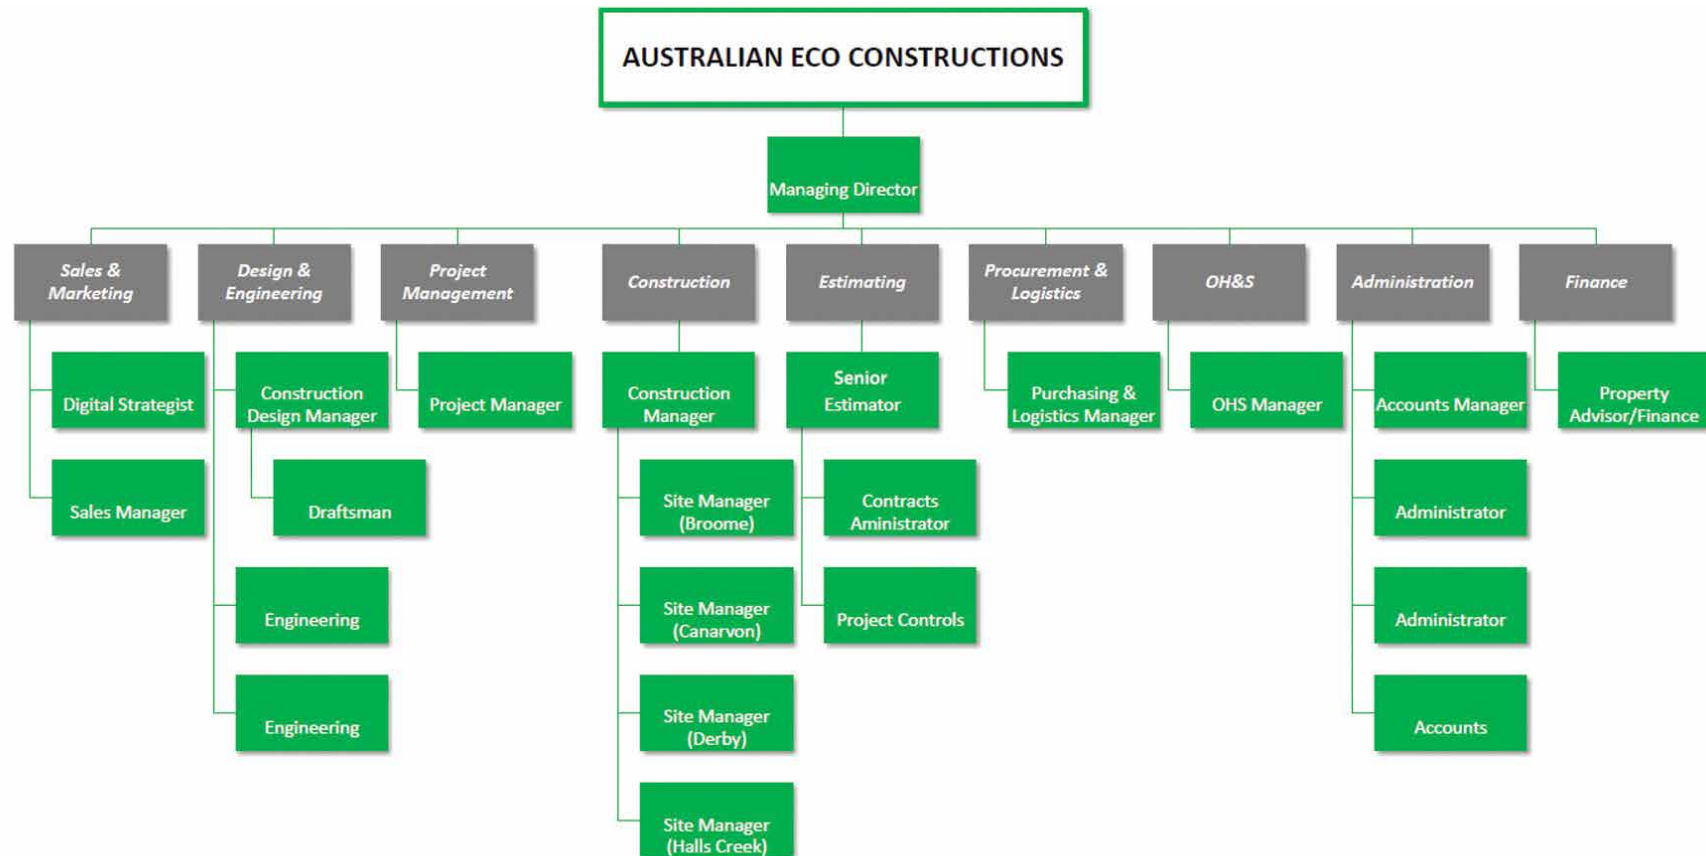 AUSTRALIAN ECO CONSTRUCTIONS
Managing Director
Sales &
Marketing
Design &
Engineering
Project
Management
Construction
Estimating
Procurement &
Logistics
OH&S
Administration
Finance
Digital Strategist
Construction
Design Manager
Project Manager
Construction
Manager
Senior
Estimator
Purchasing &
Logistics Manager
OHS Manager
Accounts Manager
Property
Advisor/Finance
Sales Manager
Draftsman
Site Manager
(Broome)
Contracts
Aministrator
Administrator
Engineering
Site Manager
(Canarvon)
Project Controls
Administrator
Engineering
Site Manager
(Derby)
Accounts
Site Manager
(Halls Creek)